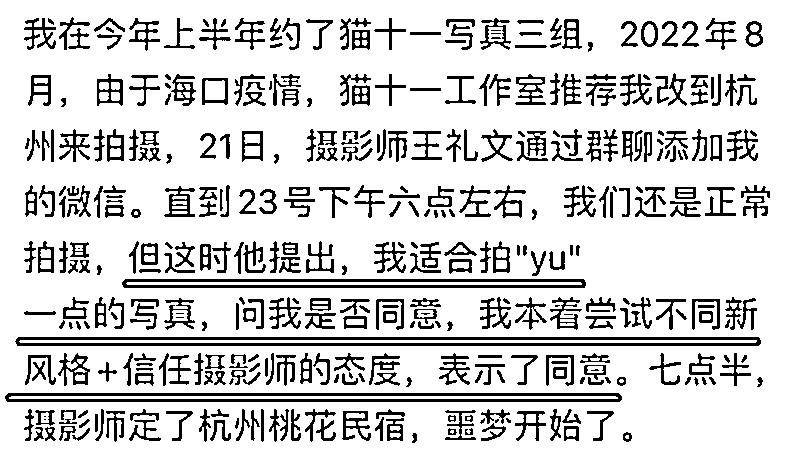 我在今年上半年约了猫十一写真三组，2022年8
月，由于海口疫情，猫十一工作室推荐我改到杭
州来拍摄，21日，摄影师王礼文通过群聊添加我
的微信。直到23号下午六点左右，我们还是正常
拍摄，但这时他提出，我适合拍"yu"
一点的写真，问我是否同意，我本着尝试不同新
风格+信任摄影师的态度，表示了同意。七点半，
摄影师定了杭州桃花民宿，噩梦开始了。